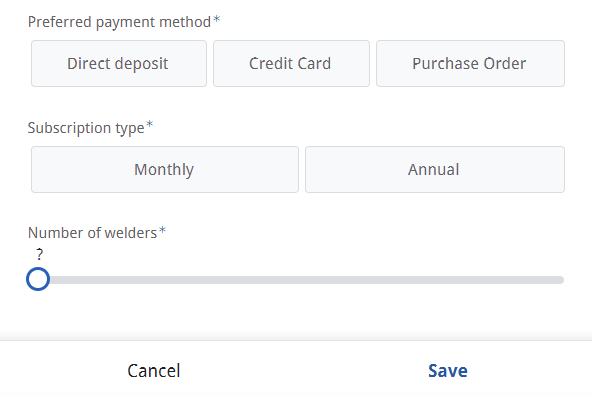 Preferred payment method*
Direct deposit Credit Card Purchase Order
Subscription type*
Monthly Annual
Number of welders*
?
Cancel Save